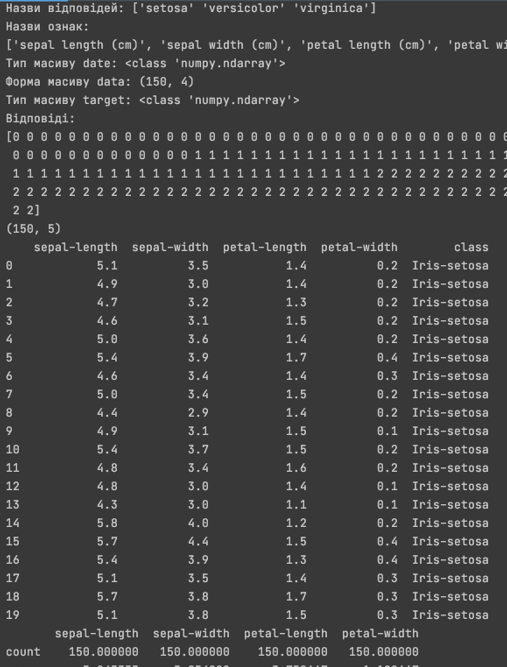 Назви відповідей: ['setosa' 'versicolor' 'virginica']
Назви ознак:
['sepal length (cm)', 'sepal width (cm)', 'petal length (cm)', 'petal wi
Тип масиву date: <class 'numpy.ndarray'>
Форма масиву data: (150, 4)
Тип масиву target: <class 'numpy.ndarray'>
Відповіді:
[0 0 0 0 0 0 0 0 0 0 0 0 0 0 0 0 0 0 0 0 0 0 0 0 0 0 0 0 0 0 0 0 0 0 0 0
0 0 0 0 0 0 0 0 0 0 0 0 0 1 1 1 1 1 1 1 1 1 1 1 1 1 1 1 1 1 1 1 1 1 1 1
1 1 1 1 1 1 1 1 1 1 1 1 1 1 1 1 1 1 1 1 1 1 1 1 1 1 2 2 2 2 2 2 2 2 2 2
2 2 2 2 2 2 2 2 2 2 2 2 2 2 2 2 2 2 2 2 2 2 2 2 2 2 2 2 2 2 2 2 2 2 2 2
2 2]
(150, 5)
sepal-length sepal-width petal-length petal-width class
0 5.1 3.5 1.4 0.2 Iris-setosa
1 4.9 3.0 1.4 0.2 Iris-setosa
2 4.7 3.2 1.3 0.2 Iris-setosa
3 4.6 3.1 1.5 0.2 Iris-setosa
4 5.0 3.6 1.4 0.2 Iris-setosa
5 5.4 3.9 1.7 0.4 Iris-setosa
6 4.6 3.4 1.4 0.3 Iris-setosa
7 5.0 3.4 1.5 0.2 Iris-setosa
8 4.4 2.9 1.4 0.2 Iris-setosa
9 4.9 3.1 1.5 0.1 Iris-setosa
10 5.4 3.7 1.5 0.2 Iris-setosa
11 4.8 3.4 1.6 0.2 Iris-setosa
12 4.8 3.0 1.4 0.1 Iris-setosa
13 4.3 3.0 1.1 0.1 Iris-setosa
14 5.8 4.0 1.2 0.2 Iris-setosa
15 5.7 4.4 1.5 0.4 Iris-setosa
16 5.4 3.9 1.3 0.4 Iris-setosa
17 5.1 3.5 1.4 0.3 Iris-setosa
18 5.7 3.8 1.7 0.3 Iris-setosa
19 5.1 3.8 1.5 0.3 Iris-setosa
sepal-length sepal-width petal-length petal-width
count 150.000000 150.000000 150.000000 150.000000